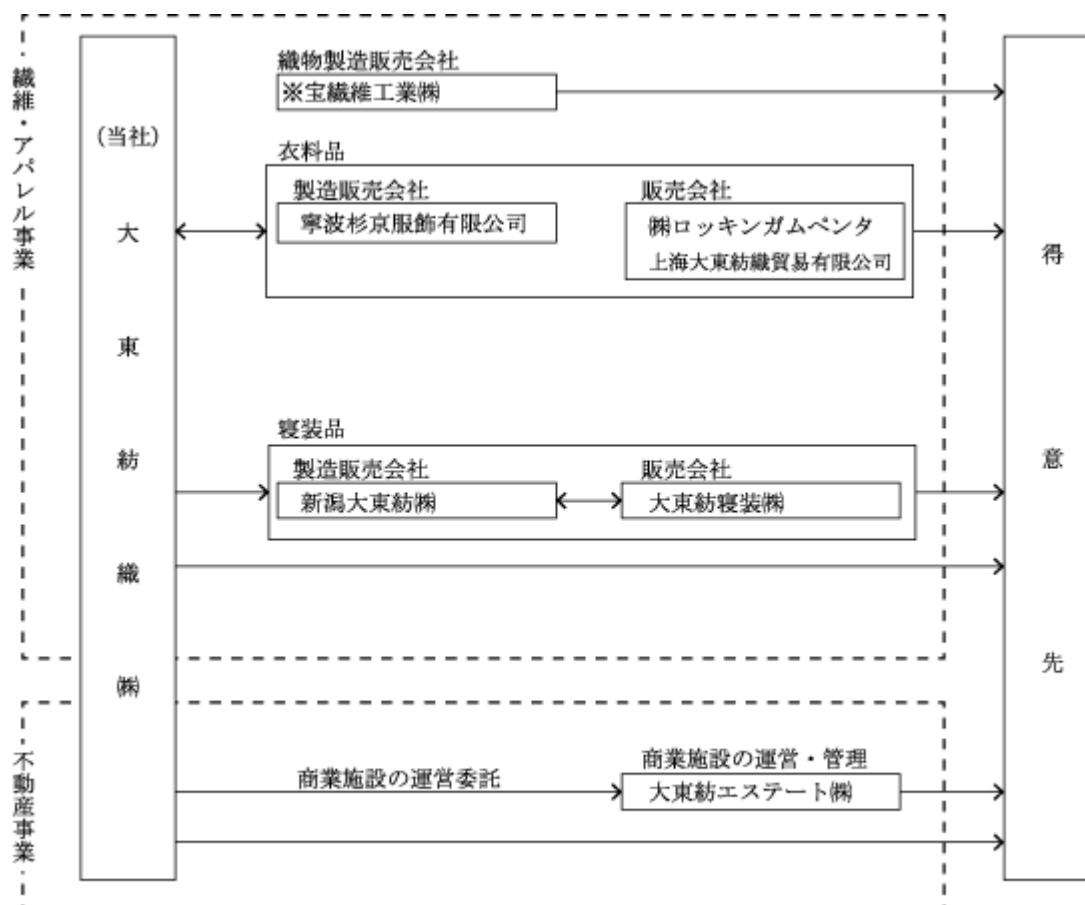 繊維・アパレル事業
(当社)
大東紡織㈱
織物製造販売会社
※宝繊維工業㈱
衣料品
製造販売会社
寧波杉京服飾有限公司
販売会社
㈱ロッキンガムペンタ
上海大東紡織貿易有限公司
寝装品
製造販売会社
新潟大東紡㈱
販売会社
大東紡寝装㈱
得意先
不動産事業
商業施設の運営委託
商業施設の運営・管理
大東紡エステート㈱